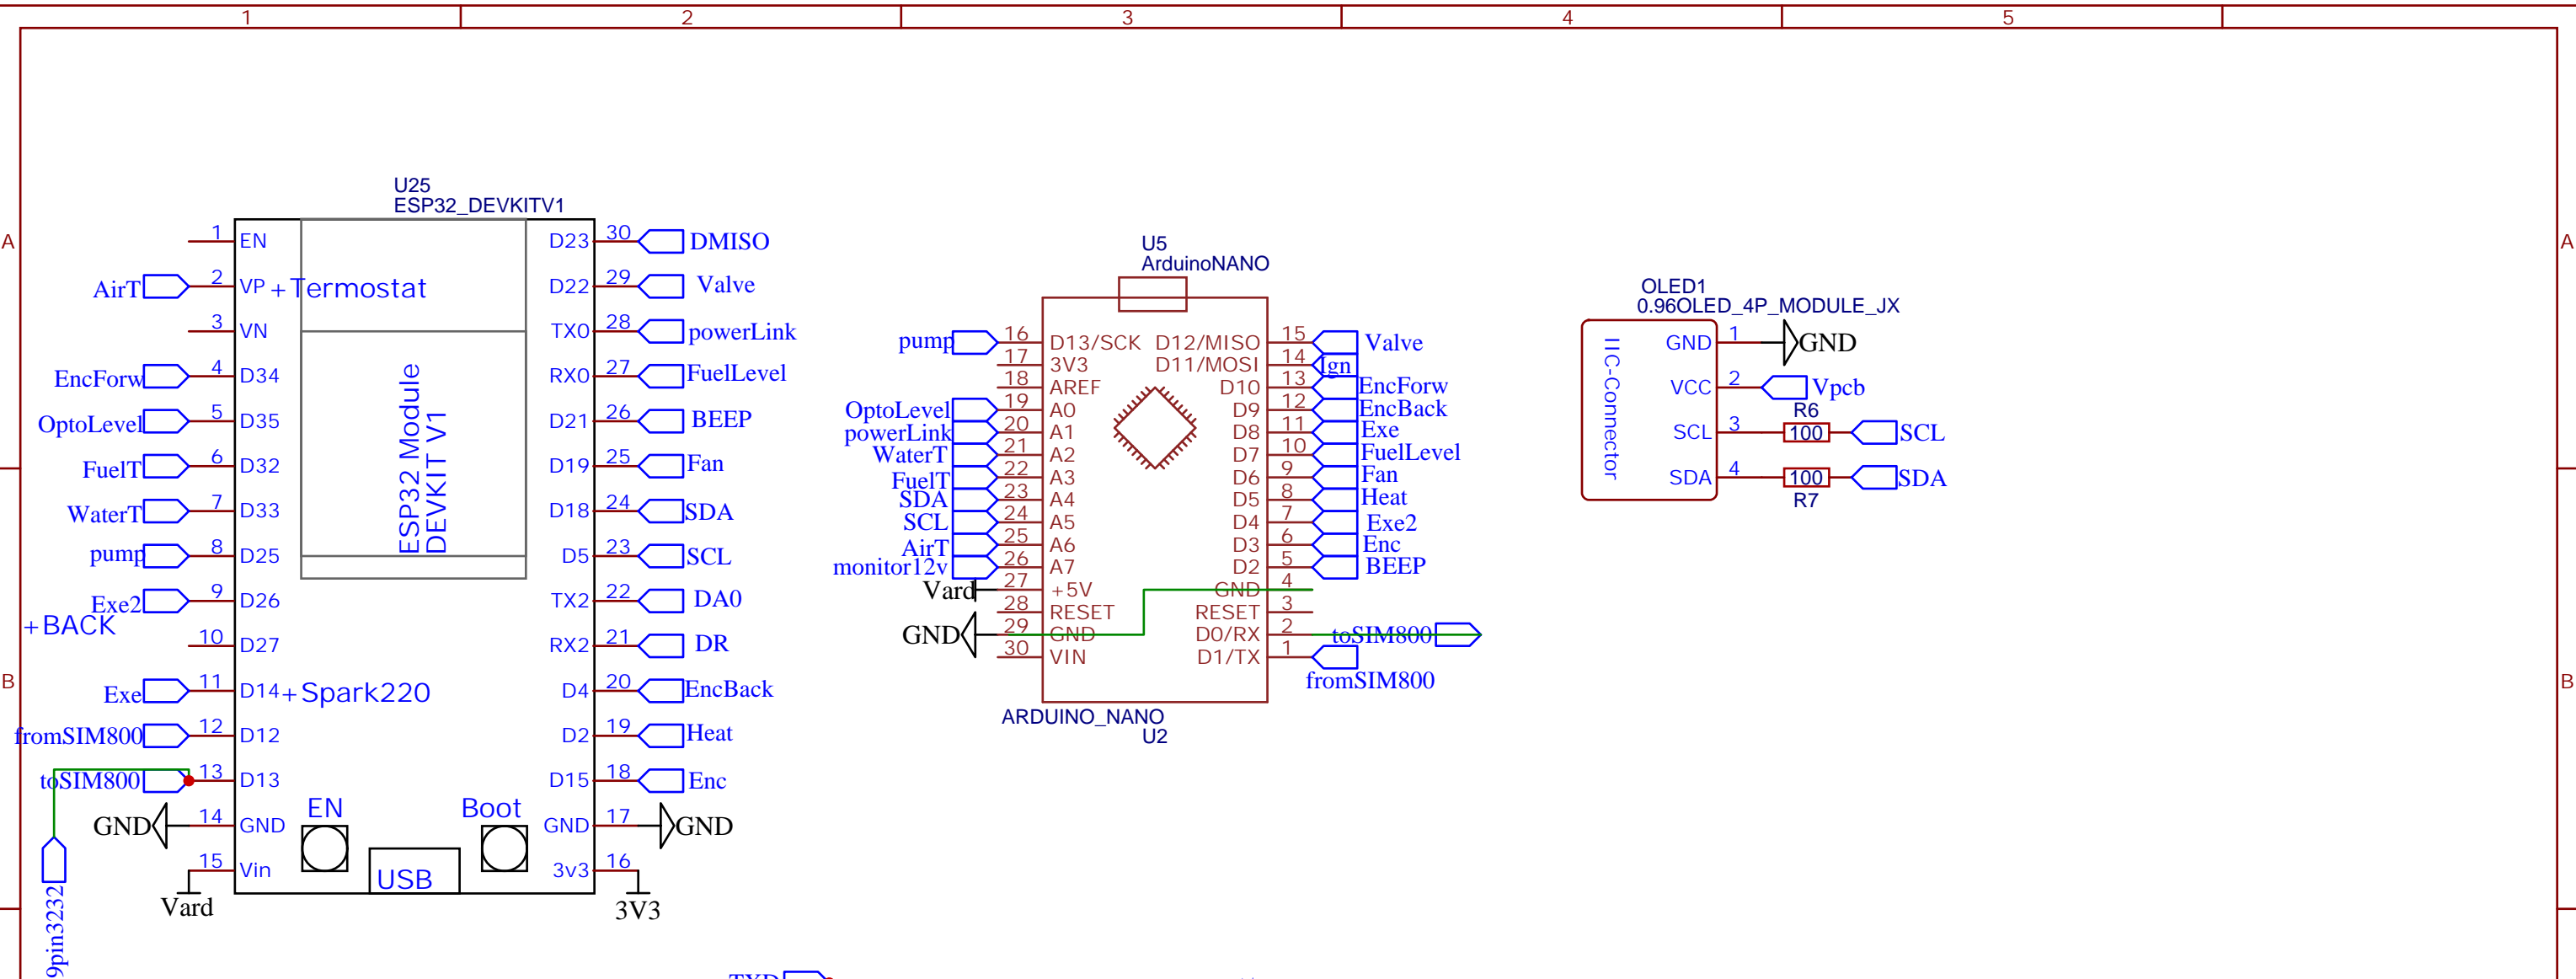 1 2 3 4 5
A A
B B
U25
ESP32_DEVKITV1
1 EN D23 30 DMISO
AirT 2 VP +Termostat D22 29 Valve
3 VN TX0 28 powerLink
EncForw 4 D34 RX0 27 FuelLevel
OptoLevel 5 D35 D21 26 BEEP
FuelT 6 D32 D19 25 Fan
WaterT 7 D33 D18 24 SDA
pump 8 D25 D5 23 SCL
Exe2 9 D26 TX2 22 DA0
+BACK
10 D27 RX2 21 DR
Exe 11 D14 +Spark220 D4 20 EncBack
fromSIM800 12 D12 D2 19 Heat
toSIM800 13 D13 D15 18 Enc
GND 14 GND GND 17 GND
15 Vin 3v3 16
Vard 3V3
ESP32 Module
DEVKIT V1
EN Boot
USB
9pin3232
U5
ArduinoNANO
pump 16 D13/SCK D12/MISO 15 Valve
17 3V3 D11/MOSI 14 Ign
18 AREF D10 13 EncForw
OptoLevel 19 A0 D9 12 EncBack
powerLink 20 A1 D8 11 Exe
WaterT 21 A2 D7 10 FuelLevel
FuelT 22 A3 D6 9 Fan
SDA 23 A4 D5 8 Heat
SCL 24 A5 D4 7 Exe2
AirT 25 A6 D3 6 Enc
monitor12v 26 A7 D2 5 BEEP
Vard 27 +5V GND 4
28 RESET RESET 3
GND 29 GND D0/RX 2 toSIM800
30 VIN D1/TX 1
fromSIM800
ARDUINO_NANO
U2
OLED1
0.96OLED_4P_MODULE_JX
IIC-Connector
GND 1 GND
VCC 2 Vpcb
R6
SCL 3 100 SCL
SDA 4 100 SDA
R7
TXD